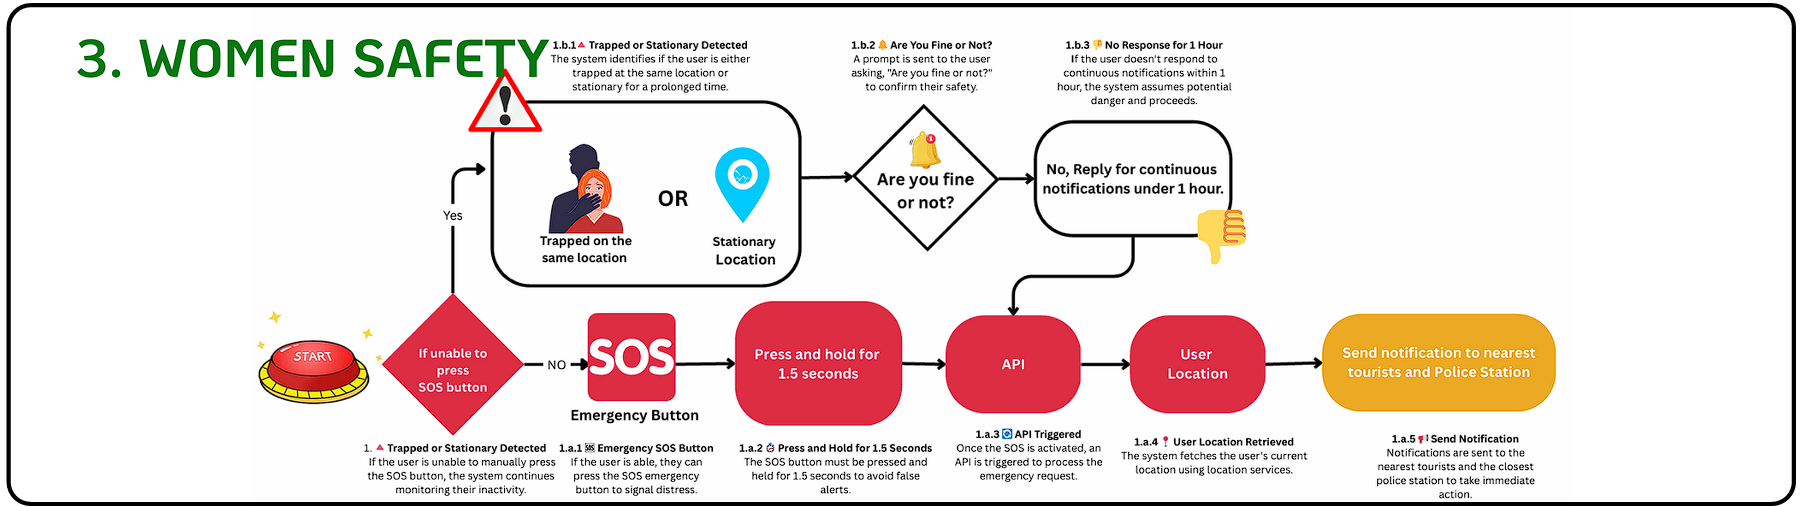 3. WOMEN SAFETY
1.b.1🔺 Trapped or Stationary Detected
The system identifies if the user is either
trapped at the same location or
stationary for a prolonged time.
1.b.2 🔔 Are You Fine or Not?
A prompt is sent to the user
asking, "Are you fine or not?"
to confirm their safety.
1.b.3 👎 No Response for 1 Hour
If the user doesn't respond to
continuous notifications within 1
hour, the system assumes potential
danger and proceeds.
!
Trapped on the
same location
OR
Stationary
Location
1
Are you fine
or not?
No, Reply for continuous
notifications under 1 hour.
Yes
START
If unable to
press
SOS button
NO
SOS
Emergency Button
Press and hold for
1.5 seconds
API
User
Location
Send notification to nearest
tourists and Police Station
1. 🔺 Trapped or Stationary Detected
If the user is unable to manually press
the SOS button, the system continues
monitoring their inactivity.
1.a.1 🆘 Emergency SOS Button
If the user is able, they can
press the SOS emergency
button to signal distress.
1.a.2 ⏱ Press and Hold for 1.5 Seconds
The SOS button must be pressed and
held for 1.5 seconds to avoid false
alerts.
1.a.3 🔄 API Triggered
Once the SOS is activated, an
API is triggered to process the
emergency request.
1.a.4 📍 User Location Retrieved
The system fetches the user's current
location using location services.
1.a.5 📢 Send Notification
Notifications are sent to the
nearest tourists and the closest
police station to take immediate
action.